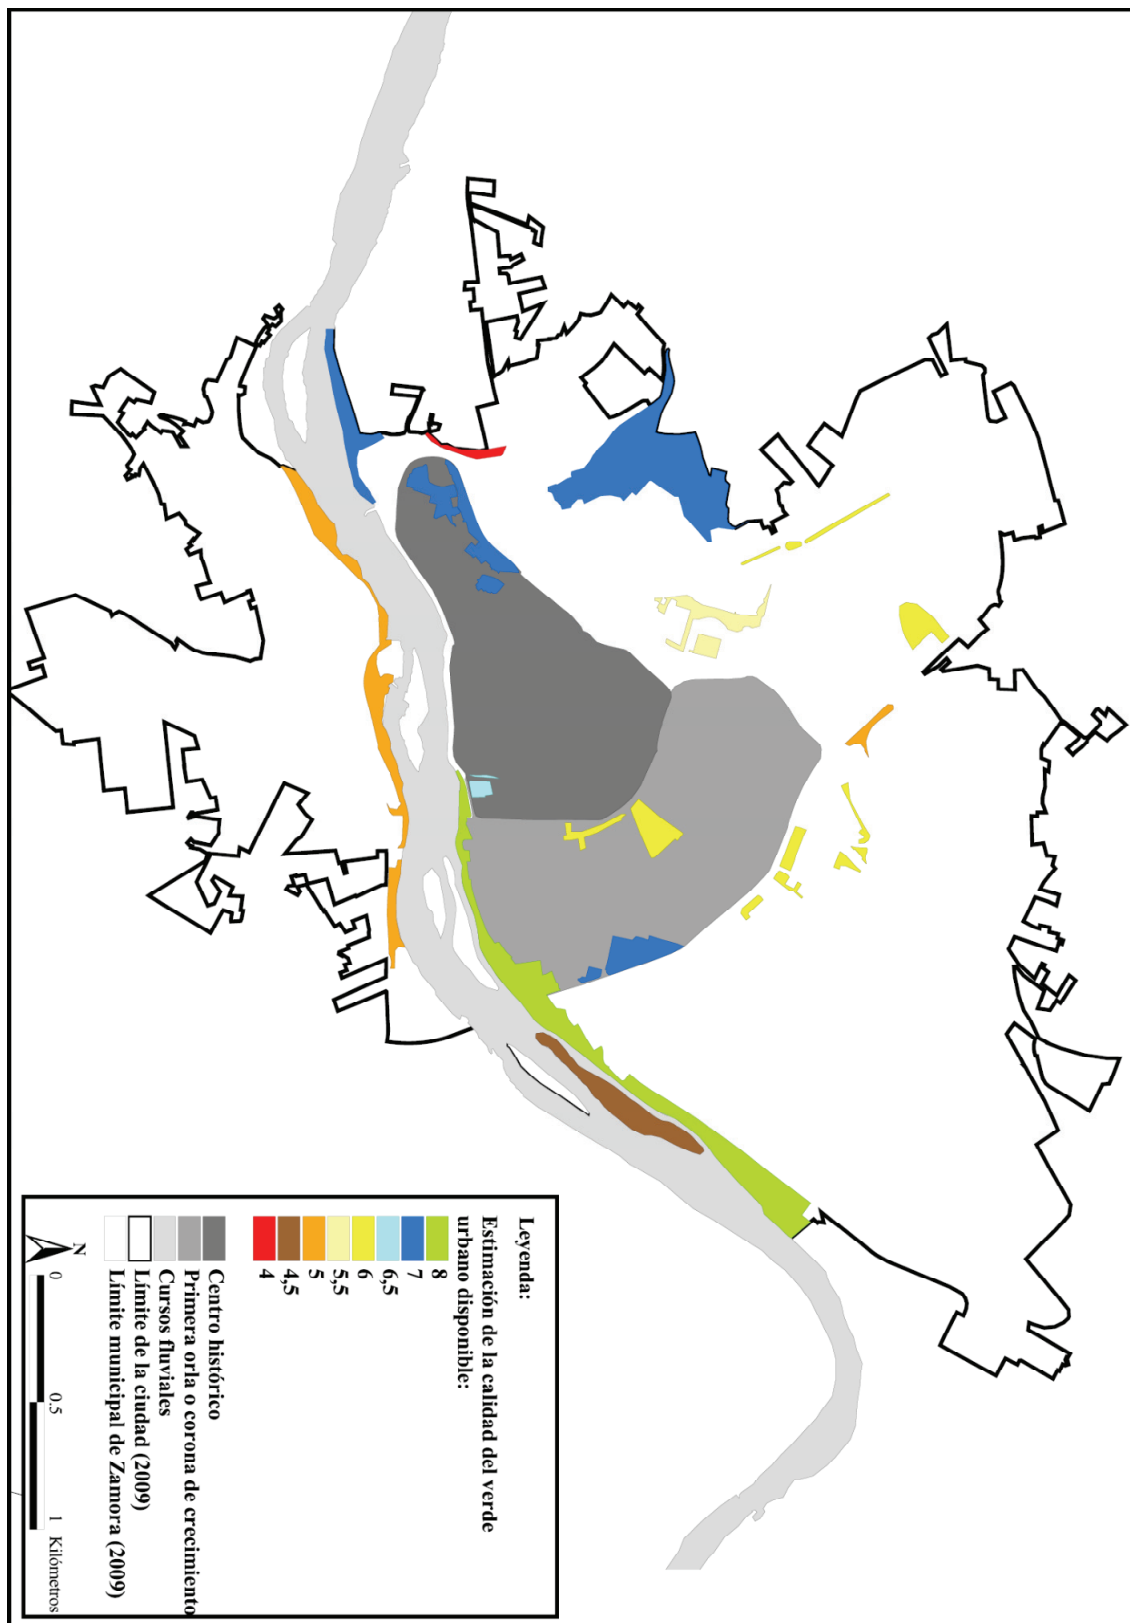 Leyenda:
Estimación de la calidad del verde
urbano disponible:
8
7
6,5
6
5,5
5
4,5
4
Centro histórico
Primera orla o corona de crecimiento
Cursos fluviales
Límite de la ciudad (2009)
Límite municipal de Zamora (2009)
N
0 0.5 1 Kilómetros